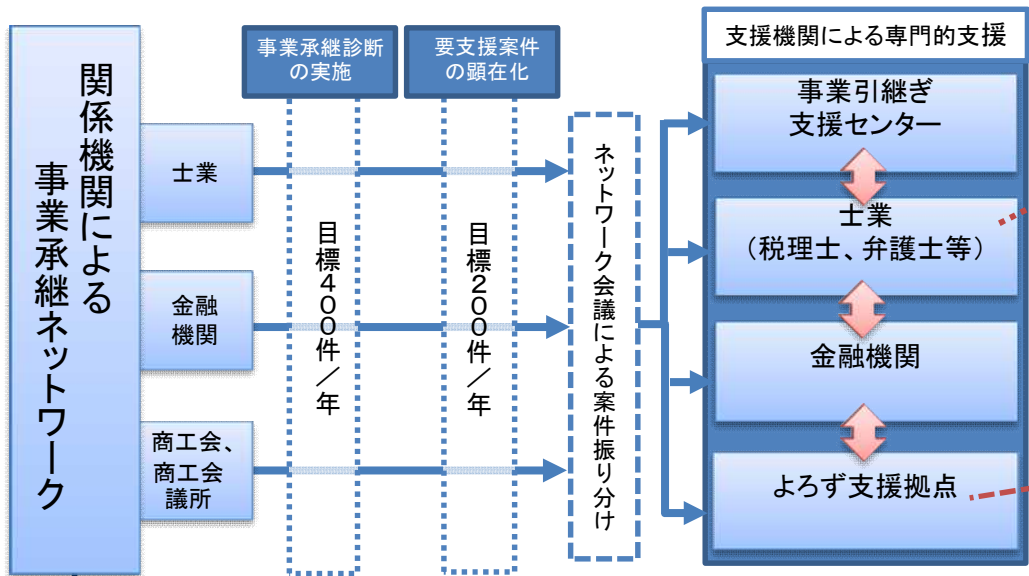 関係機関による
事業承継ネットワーク
士業
金融
機関
商工会、
商工会
議所
事業承継診断
の実施
目標400件/年
要支援案件
の顕在化
目標200件/年
ネットワーク会議による案件振り分け
支援機関による専門的支援
事業引継ぎ
支援センター
士業
（税理士、弁護士等）
金融機関
よろず支援拠点